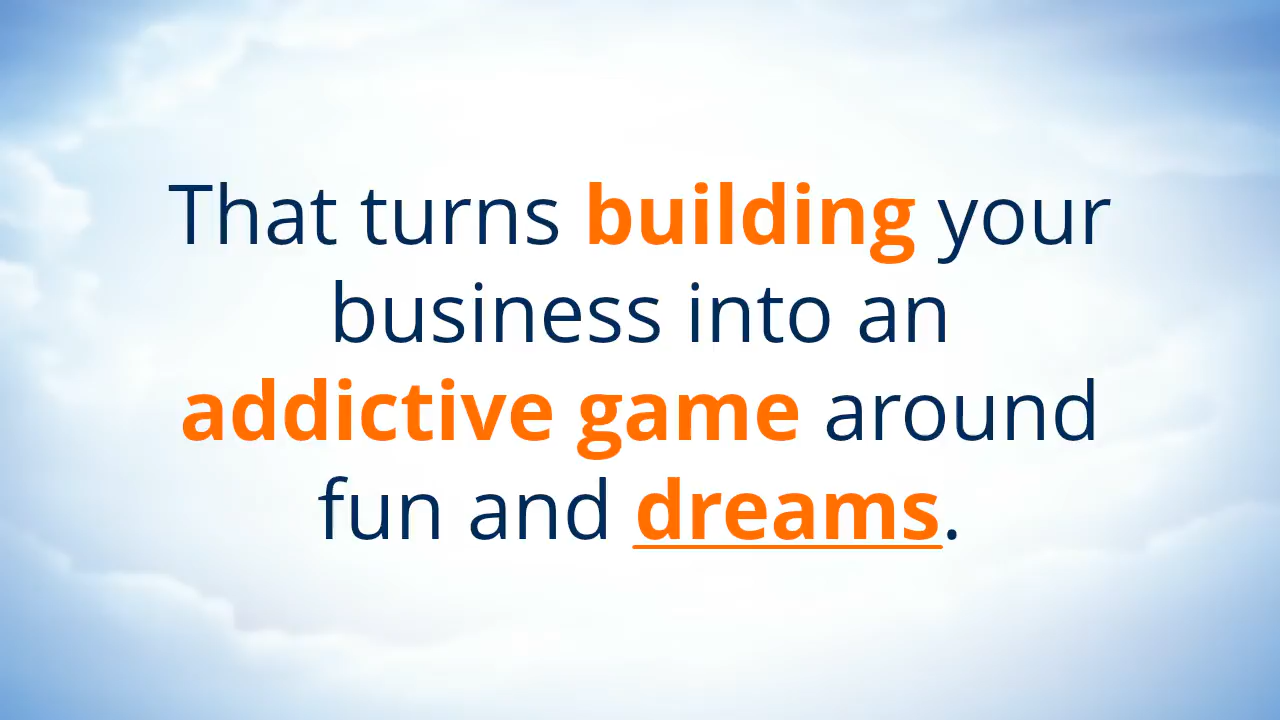 That turns building your
business into an
addictive game around
fun and dreams.